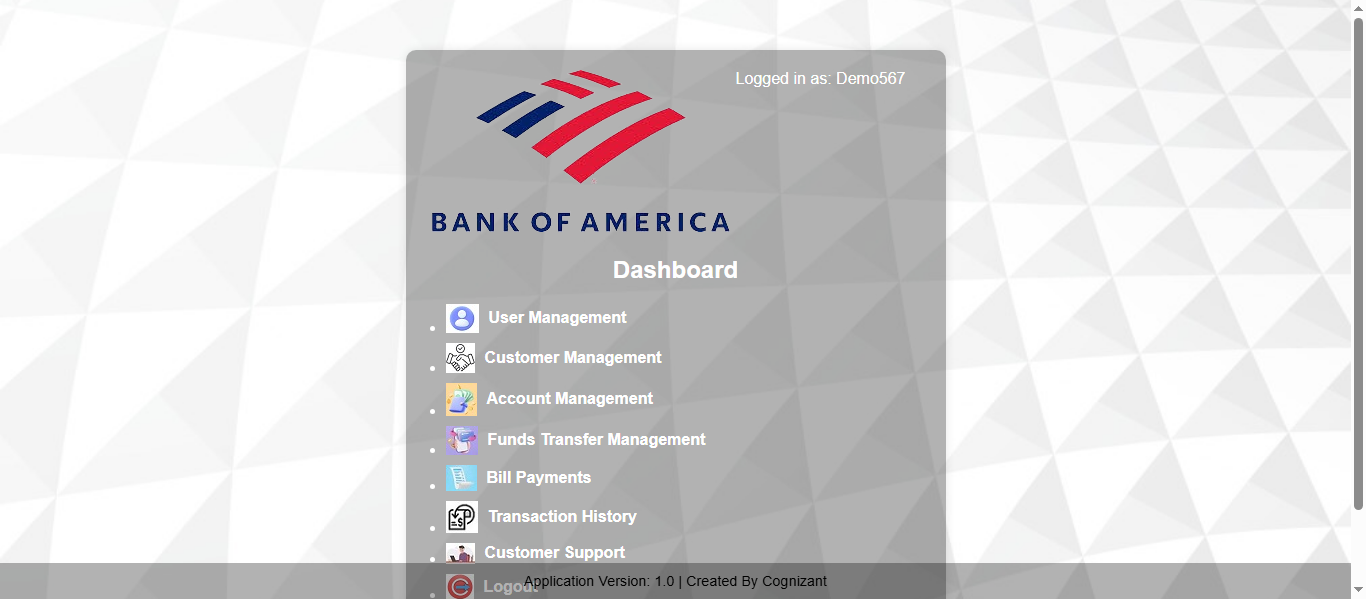 Logged in as: Demo567
BANK OF AMERICA
Dashboard
User Management
Customer Management
Account Management
Funds Transfer Management
Bill Payments
Transaction History
Customer Support
Logout
Application Version: 1.0 | Created By Cognizant